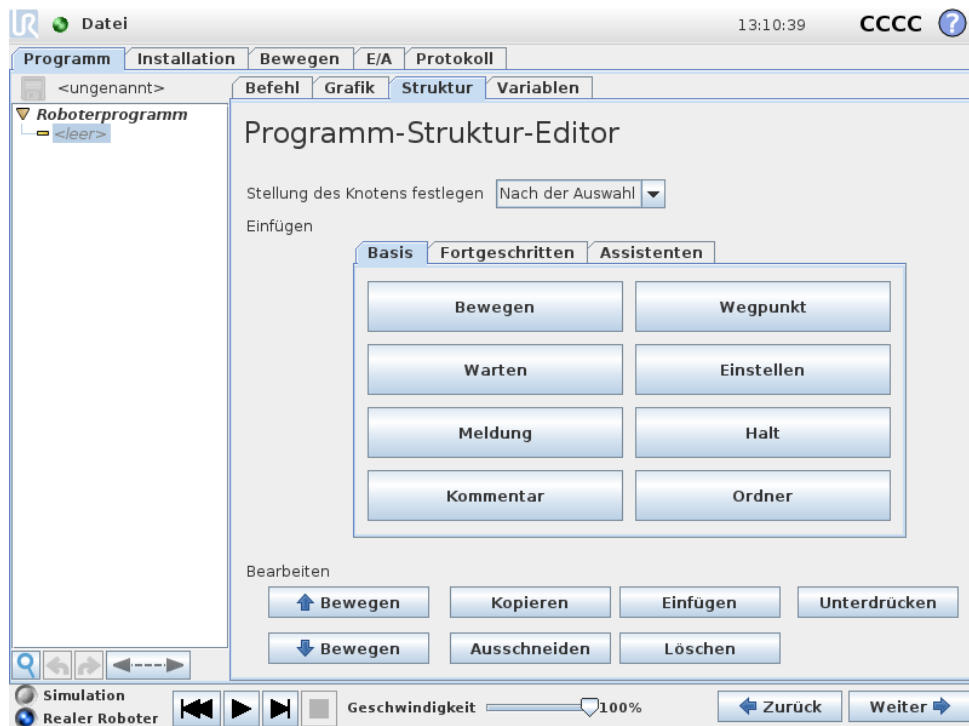 UR Datei 13:10:39 CCCC ?
Programm Installation Bewegen E/A Protokoll
<ungenannt> Befehl Grafik Struktur Variablen
Roboterprogramm
<leer>
Programm-Struktur-Editor
Stellung des Knotens festlegen Nach der Auswahl
Einfügen
Basis Fortgeschritten Assistenten
Bewegen Wegpunkt
Warten Einstellen
Meldung Halt
Kommentar Ordner
Bearbeiten
Bewegen Kopieren Einfügen Unterdrücken
Bewegen Ausschneiden Löschen
Simulation
Realer Roboter
Geschwindigkeit 100% Zurück Weiter